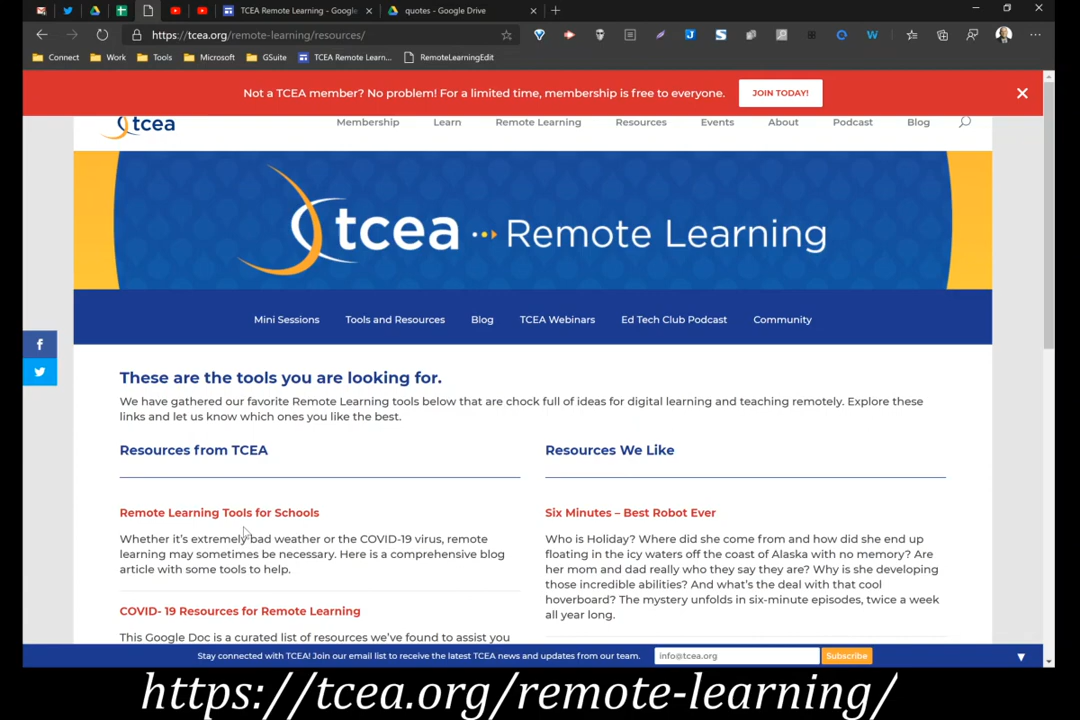 TCEA Remote Learning - Google
quotes - Google Drive
https://tcea.org/remote-learning/resources/
Connect
Work
Tools
Microsoft
GSuite
TCEA Remote Learn...
RemoteLearningEdit
Not a TCEA member? No problem! For a limited time, membership is free to everyone.
JOIN TODAY!
tcea
Membership
Learn
Remote Learning
Resources
Events
About
Podcast
Blog
tcea Remote Learning
Mini Sessions
Tools and Resources
Blog
TCEA Webinars
Ed Tech Club Podcast
Community
These are the tools you are looking for.
We have gathered our favorite Remote Learning tools below that are chock full of ideas for digital learning and teaching remotely. Explore these
links and let us know which ones you like the best.
Resources from TCEA
Remote Learning Tools for Schools
Whether it's extremely bad weather or the COVID-19 virus, remote
learning may sometimes be necessary. Here is a comprehensive blog
article with some tools to help.
COVID- 19 Resources for Remote Learning
This Google Doc is a curated list of resources we've found to assist you
Resources We Like
Six Minutes – Best Robot Ever
Who is Holiday? Where did she come from and how did she end up
floating in the icy waters off the coast of Alaska with no memory? Are
her mom and dad really who they say they are? Why is she developing
those incredible abilities? And what's the deal with that cool
hoverboard? The mystery unfolds in six-minute episodes, twice a week
all year long.
Stay connected with TCEA! Join our email list to receive the latest TCEA news and updates from our team.
info@tcea.org
Subscribe
https://tcea.org/remote-learning/